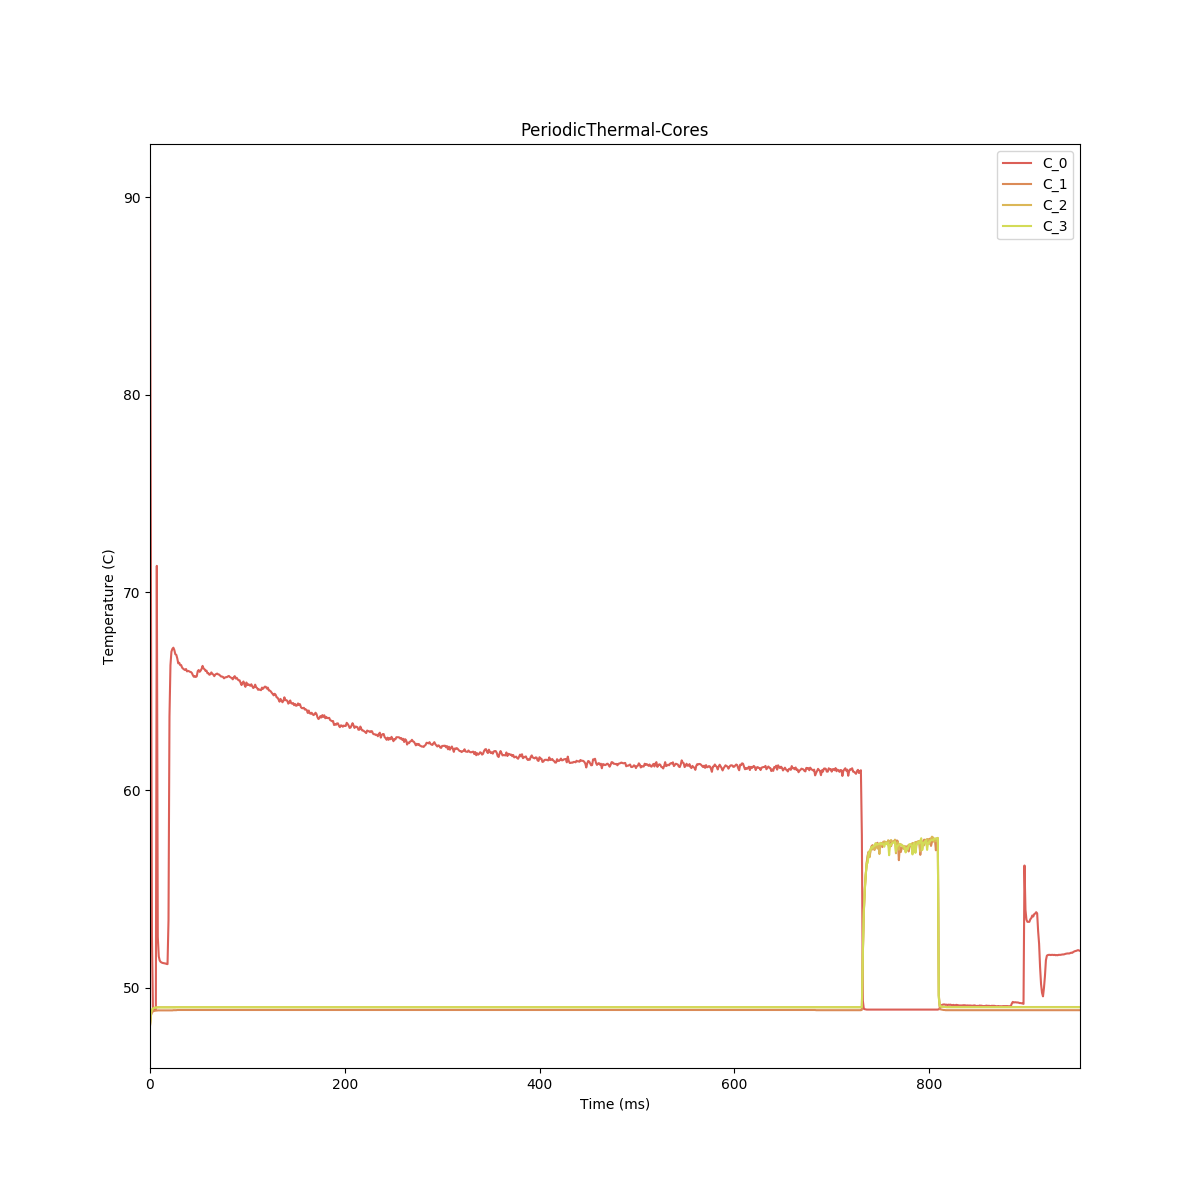 PeriodicThermal-Cores
C_0
C_1
C_2
C_3
90
80
70
60
50
Temperature (C)
0 200 400 600 800
Time (ms)